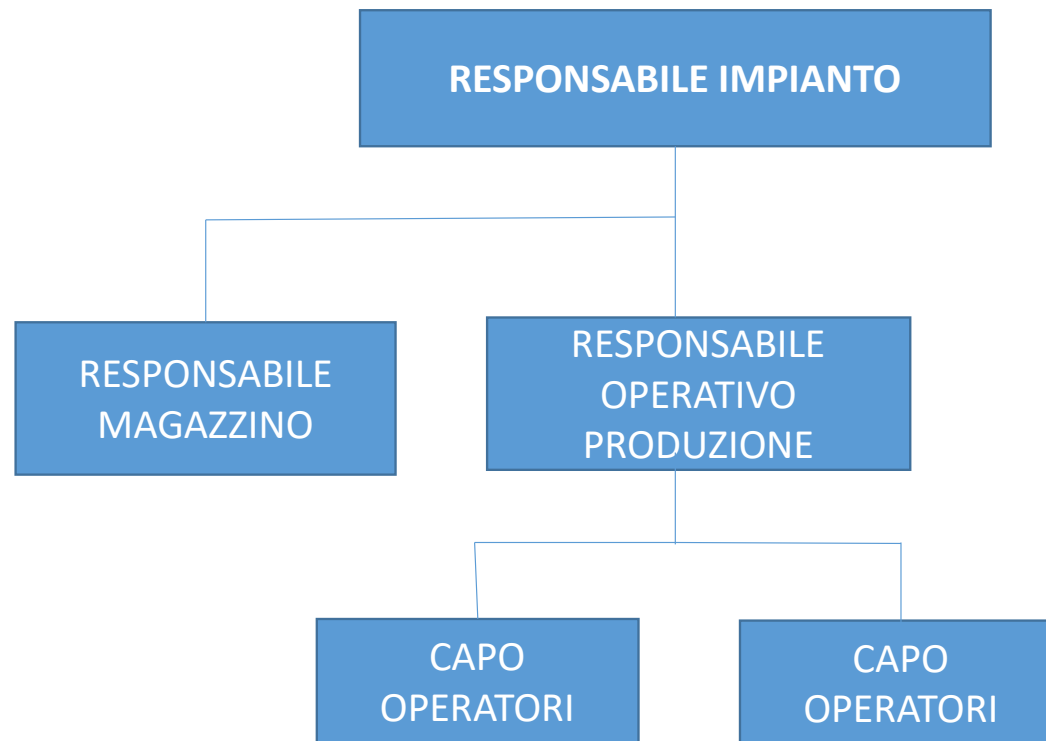 RESPONSABILE IMPIANTO
RESPONSABILE
MAGAZZINO
RESPONSABILE
OPERATIVO
PRODUZIONE
CAPO
OPERATORI
CAPO
OPERATORI